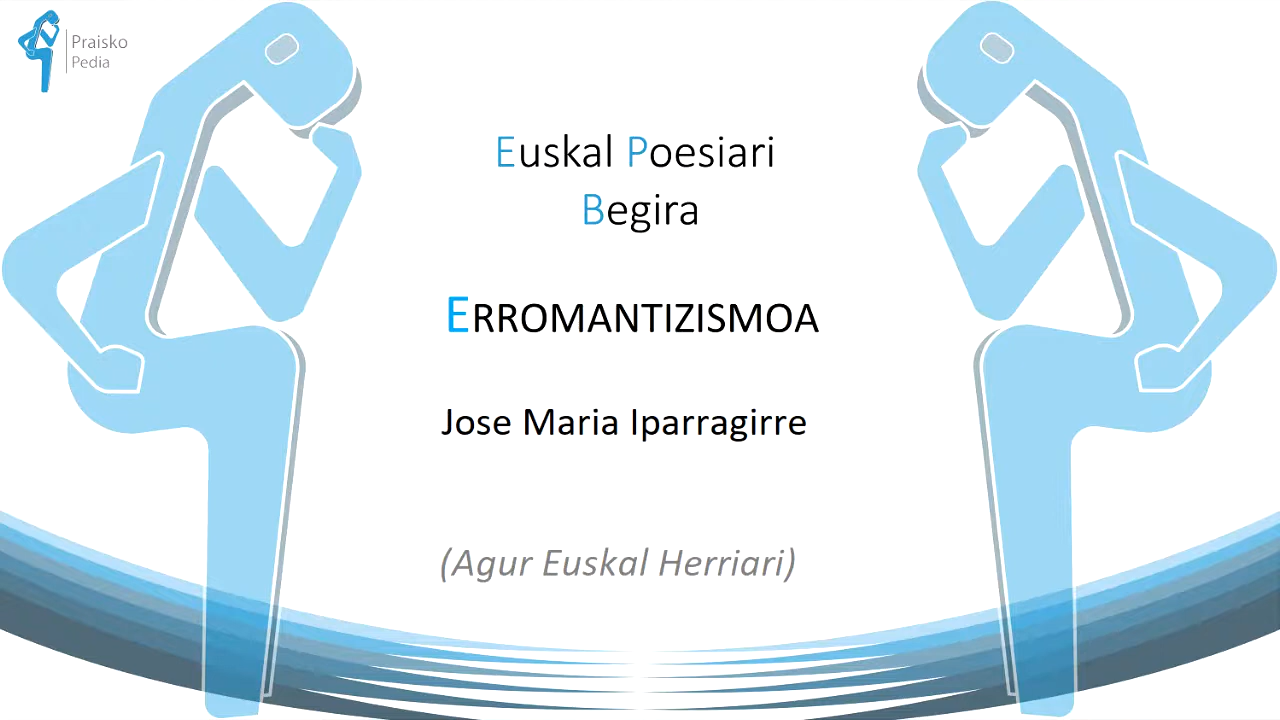 Praisko
Pedia
Euskal Poesiari
Begira
ERROMANTIZISMOA
Jose Maria Iparragirre
(Agur Euskal Herriari)